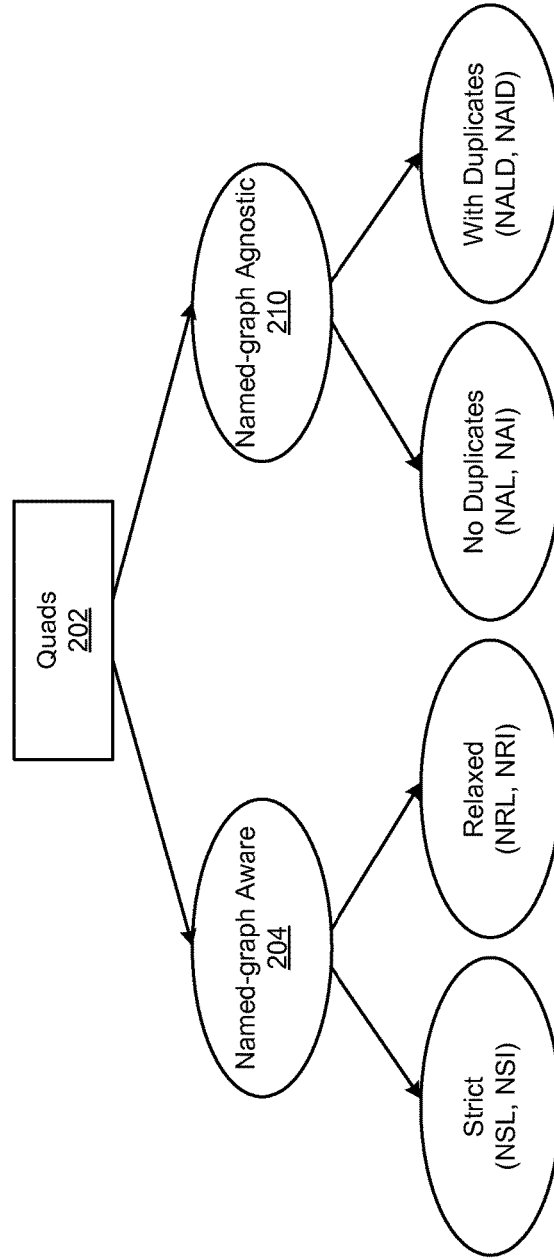 Quads
202
Named-graph Aware
204
Named-graph Agnostic
210
Strict
(NSL, NSI)
Relaxed
(NRL, NRI)
No Duplicates
(NAL, NAI)
With Duplicates
(NALD, NAID)